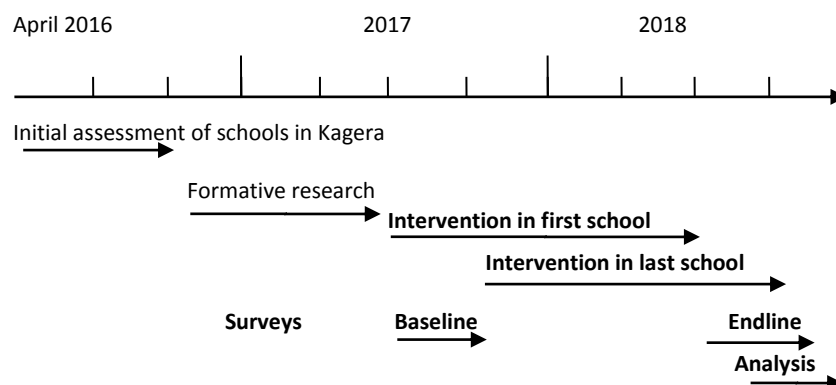 April 2016 2017 2018
Initial assessment of schools in Kagera
Formative research
Intervention in first school
Intervention in last school
Surveys Baseline Endline
Analysis